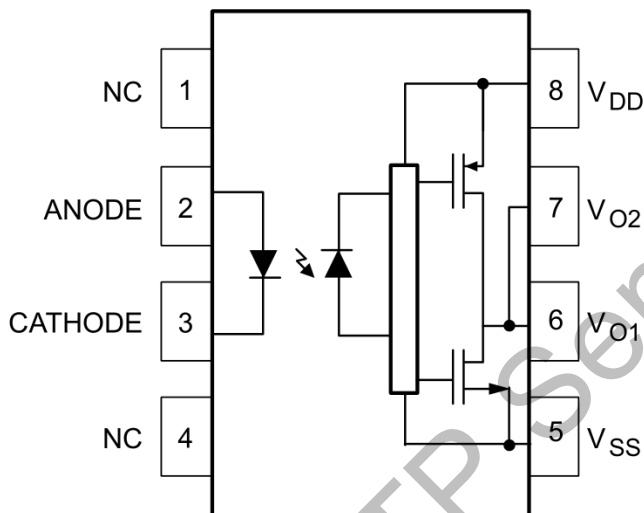 NC 1
ANODE 2
CATHODE 3
NC 4
8 VDD
7 VO2
6 VO1
5 VSS